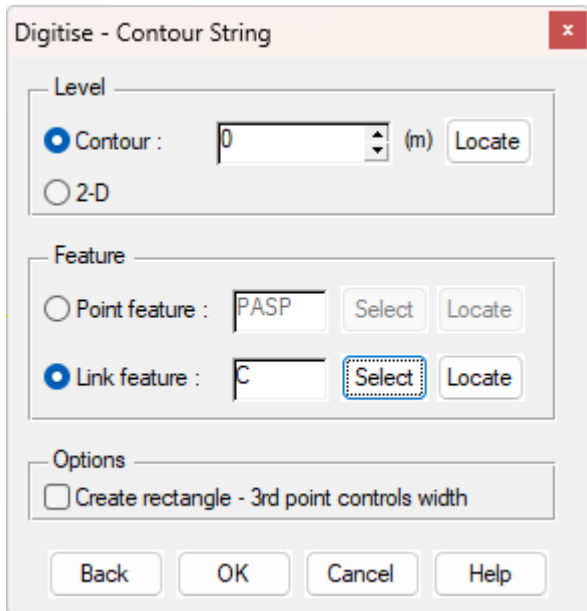 Digitise - Contour String x
Level
Contour : 0 (m) Locate
2-D
Feature
Point feature : PASP Select Locate
Link feature : C Select Locate
Options
Create rectangle - 3rd point controls width
Back OK Cancel Help